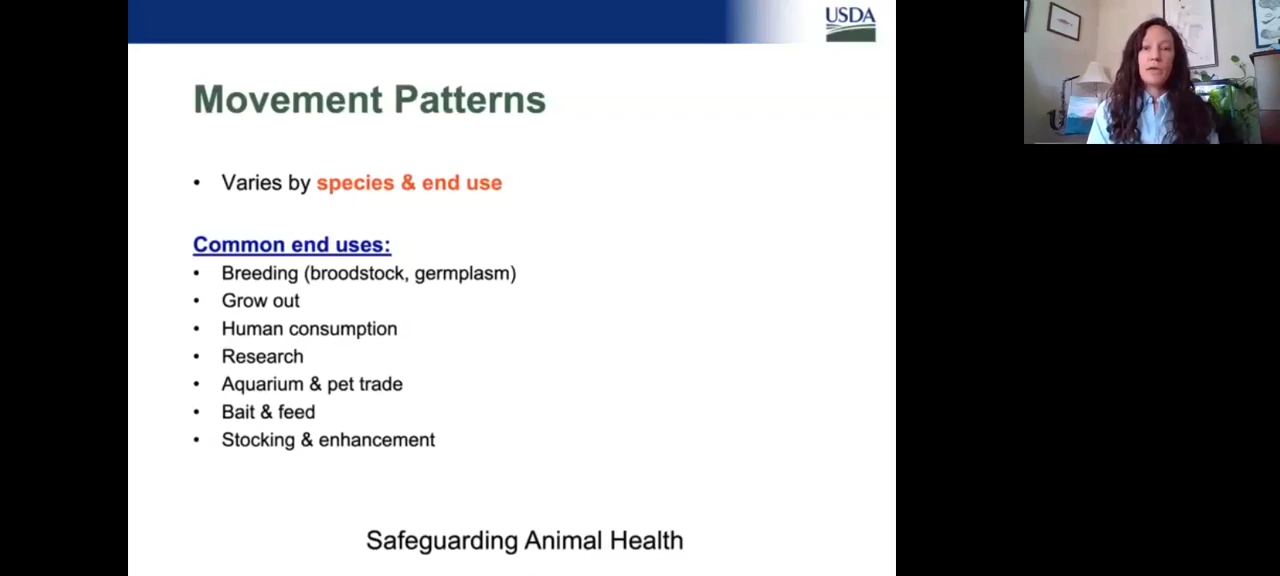 USDA
Movement Patterns
• Varies by species & end use
Common end uses:
• Breeding (broodstock, germplasm)
• Grow out
• Human consumption
• Research
• Aquarium & pet trade
• Bait & feed
• Stocking & enhancement
Safeguarding Animal Health